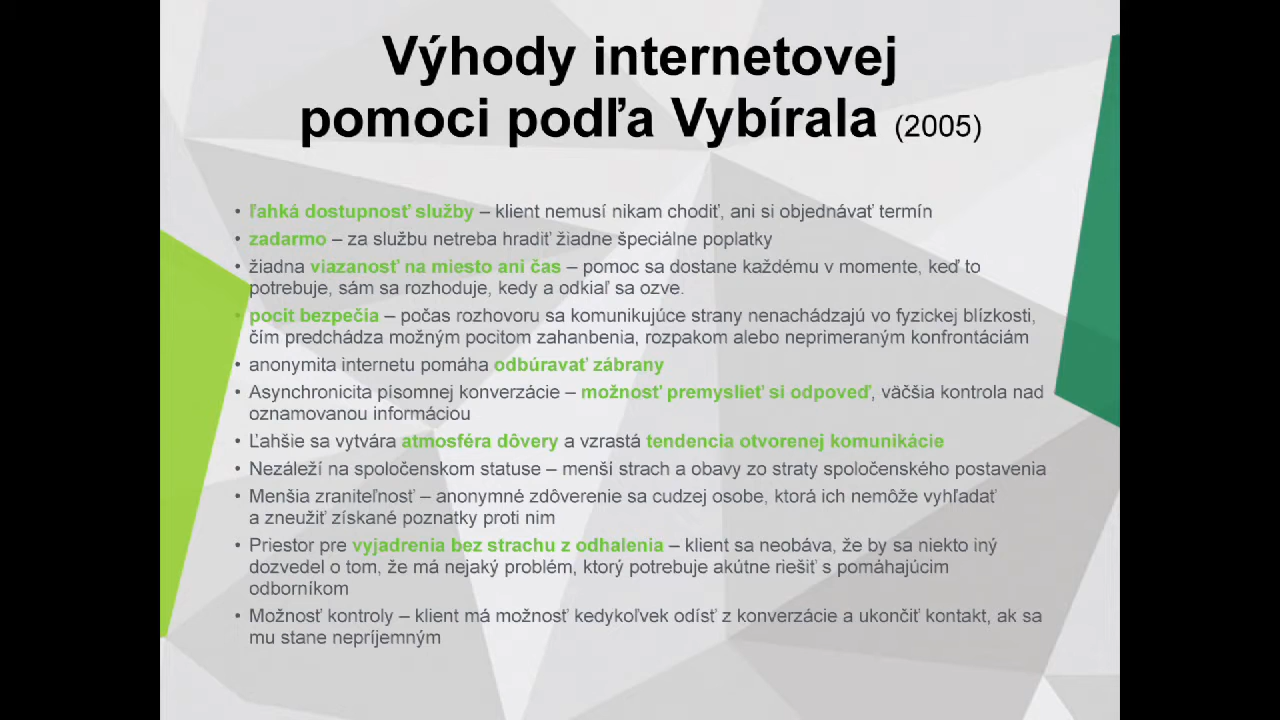 Výhody internetovej
pomoci podľa Vybírala (2005)
• ľahká dostupnosť služby – klient nemusí nikam chodiť, ani si objednávať termín
• zadarmo – za službu netreba hradiť žiadne špeciálne poplatky
• žiadna viazanosť na miesto ani čas – pomoc sa dostane každému v momente, keď to
potrebuje, sám sa rozhoduje, kedy a odkiaľ sa ozve.
• pocit bezpečia – počas rozhovoru sa komunikujúce strany nenachádzajú vo fyzickej blízkosti,
čím predchádza možným pocitom zahanbenia, rozpakom alebo neprimeraným konfrontáciám
• anonymita internetu pomáha odbúravať zábrany
• Asynchronicita písomnej konverzácie – možnosť premyslieť si odpoveď, väčšia kontrola nad
oznamovanou informáciou
• Ľahšie sa vytvára atmosféra dôvery a vzrastá tendencia otvorenej komunikácie
• Nezáleží na spoločenskom statuse – menši strach a obavy zo straty spoločenského postavenia
• Menšia zraniteľnosť – anonymné zdôverenie sa cudzej osobe, ktorá ich nemôže vyhľadať
a zneužiť získané poznatky proti nim
• Priestor pre vyjadrenia bez strachu z odhalenia – klient sa neobáva, že by sa niekto iný
dozvedel o tom, že má nejaký problém, ktorý potrebuje akútne riešiť s pomáhajúcim
odborníkom
• Možnosť kontroly – klient má možnosť kedykoľvek odísť z konverzácie a ukončiť kontakt, ak sa
mu stane nepríjemným